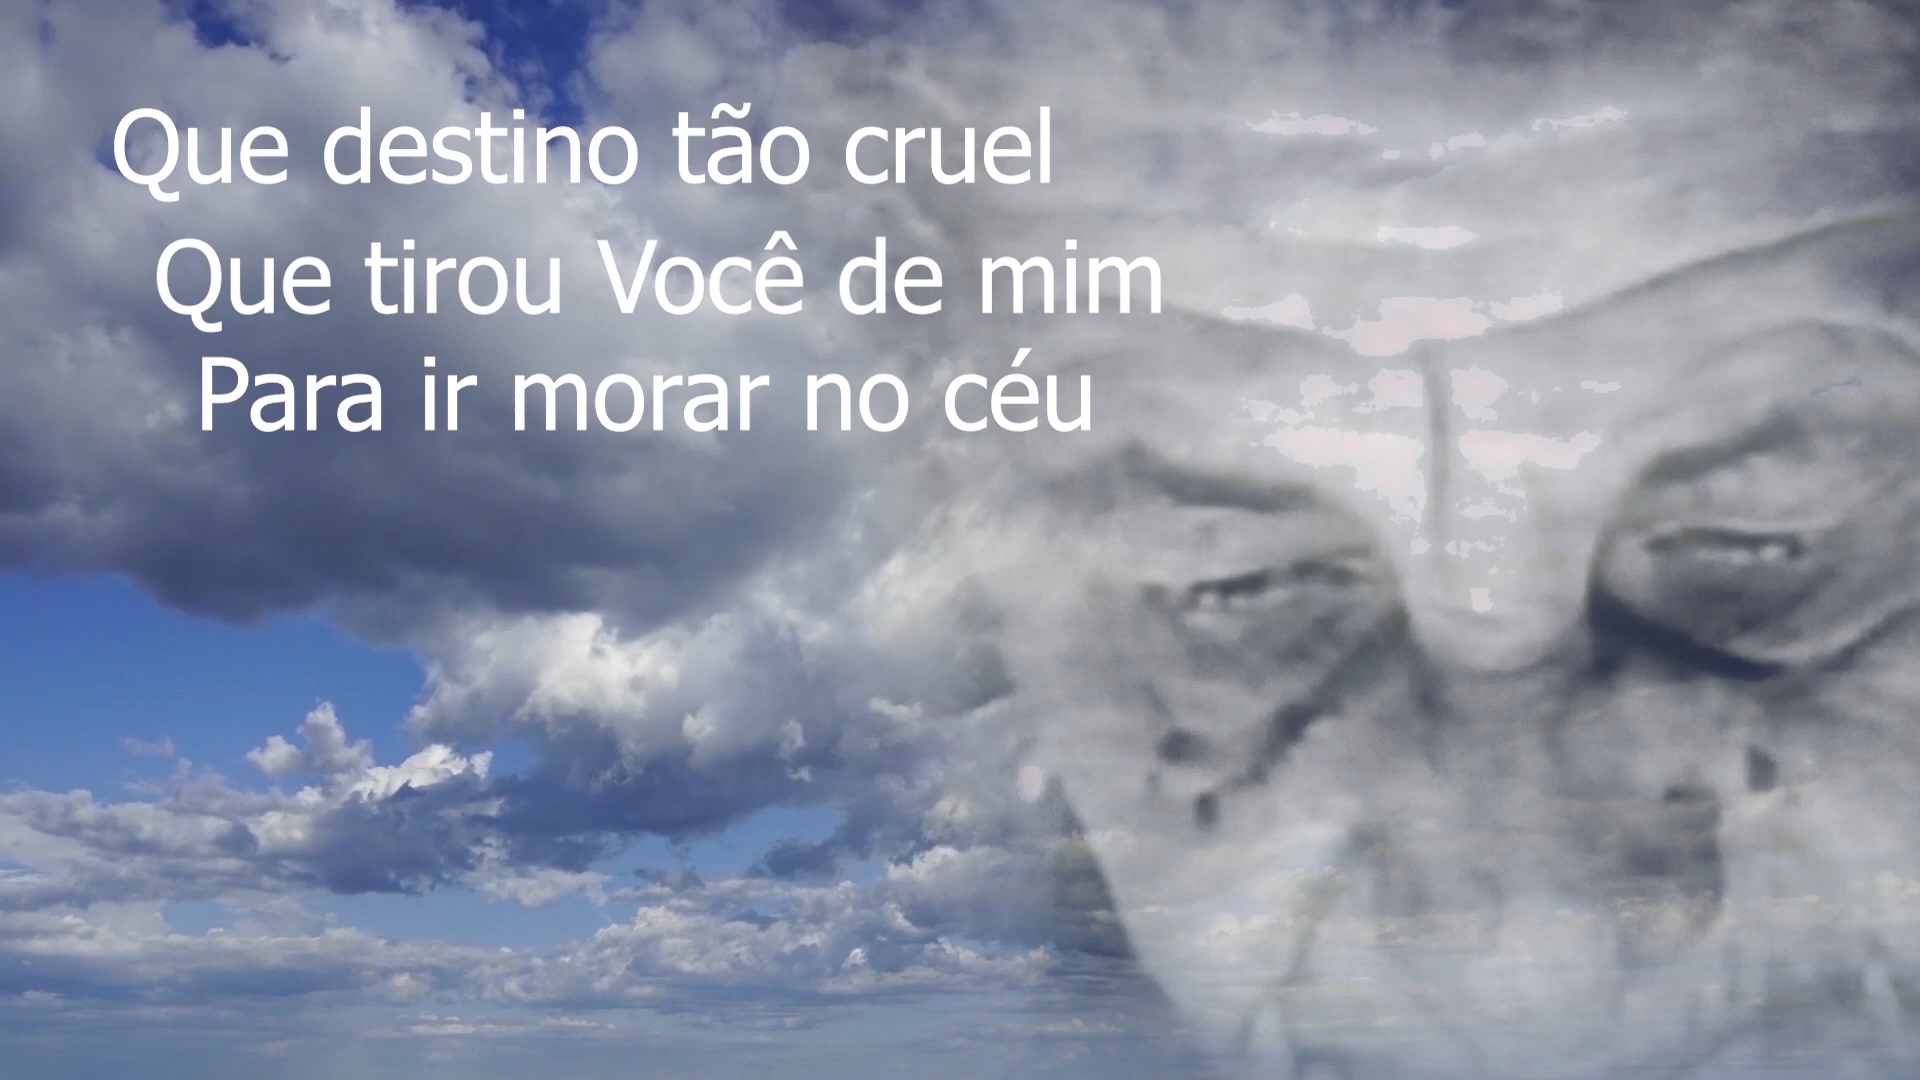 Que destino tão cruel
Que tirou Você de mim
Para ir morar no céu